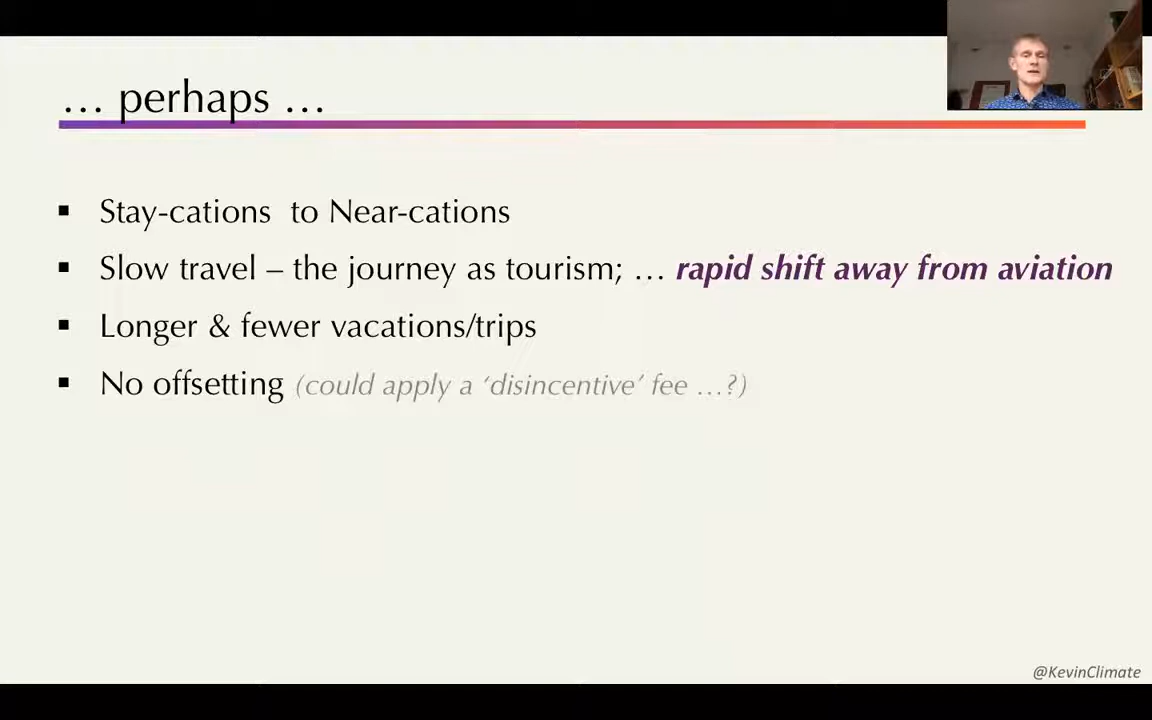 … perhaps …
▪ Stay-cations to Near-cations
▪ Slow travel – the journey as tourism; … rapid shift away from aviation
▪ Longer & fewer vacations/trips
▪ No offsetting (could apply a ‘disincentive’ fee …?)
@KevinClimate